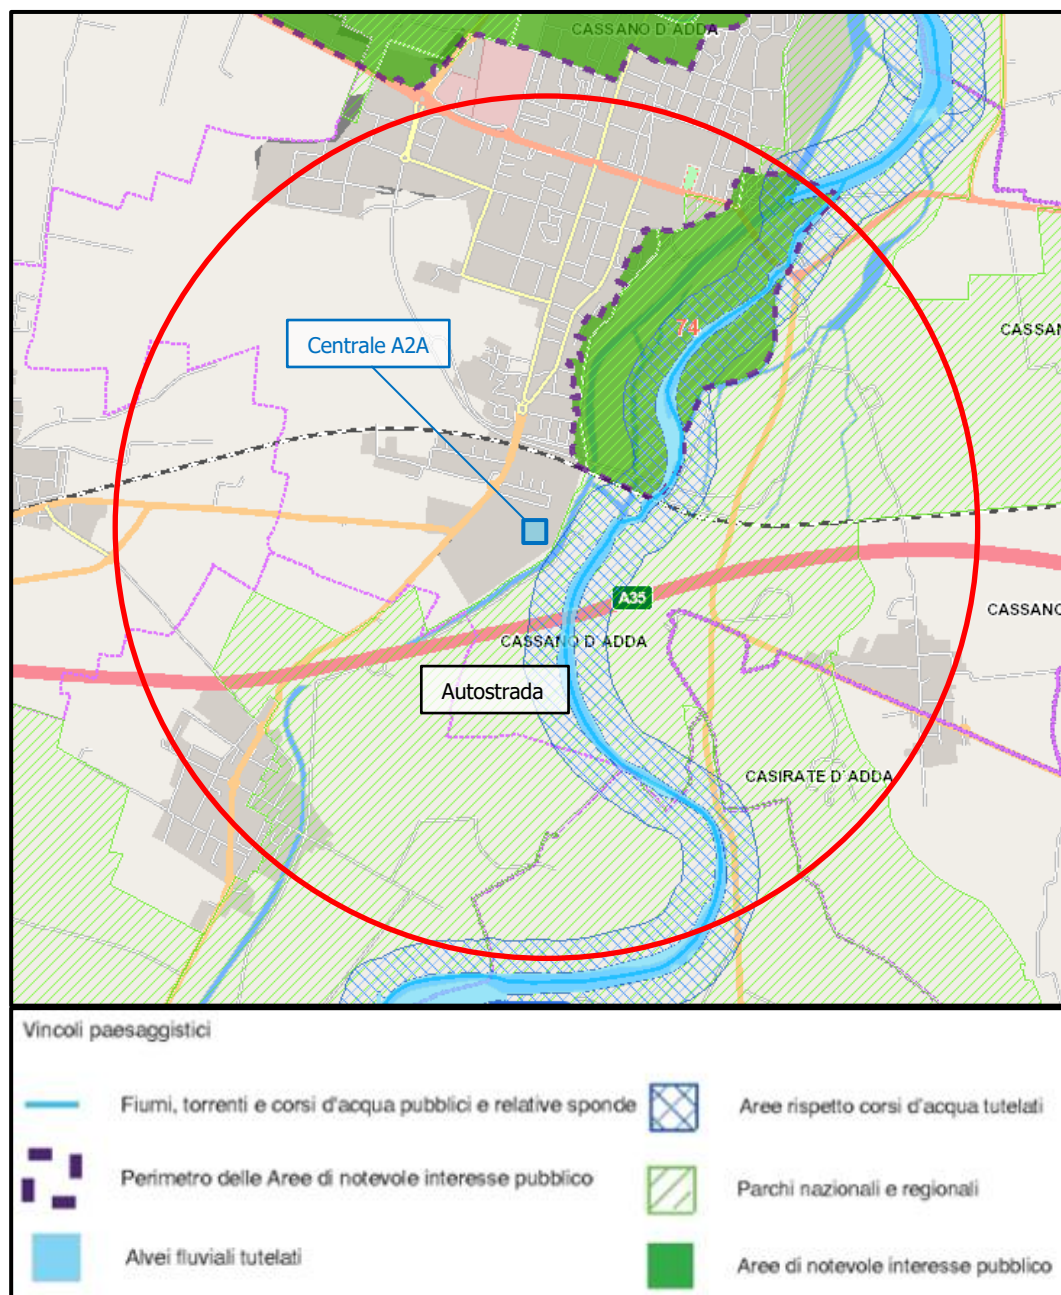 CASSANO D'ADDA
74
CASSAN
Centrale A2A
A35
CASSANO
CASSANO D'ADDA
Autostrada
CASIRATE D'ADDA
Vincoli paesaggistici
Fiumi, torrenti e corsi d'acqua pubblici e relative sponde
Aree rispetto corsi d'acqua tutelati
Perimetro delle Aree di notevole interesse pubblico
Parchi nazionali e regionali
Alvei fluviali tutelati
Aree di notevole interesse pubblico